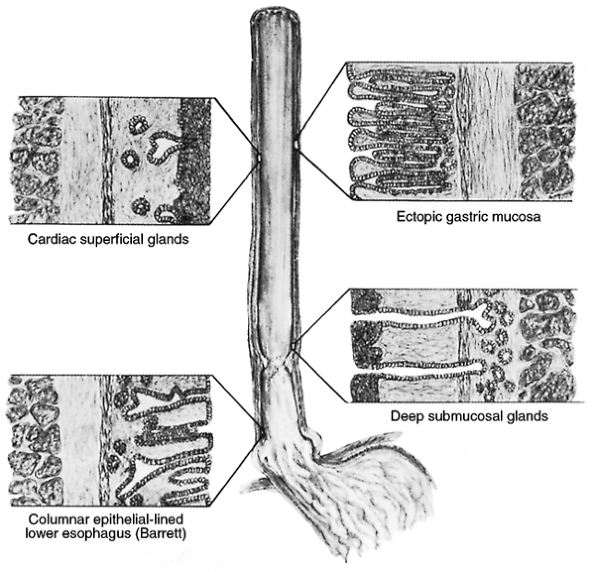 Cardiac superficial glands
Ectopic gastric mucosa
Deep submucosal glands
Columnar epithelial-lined
lower esophagus (Barrett)